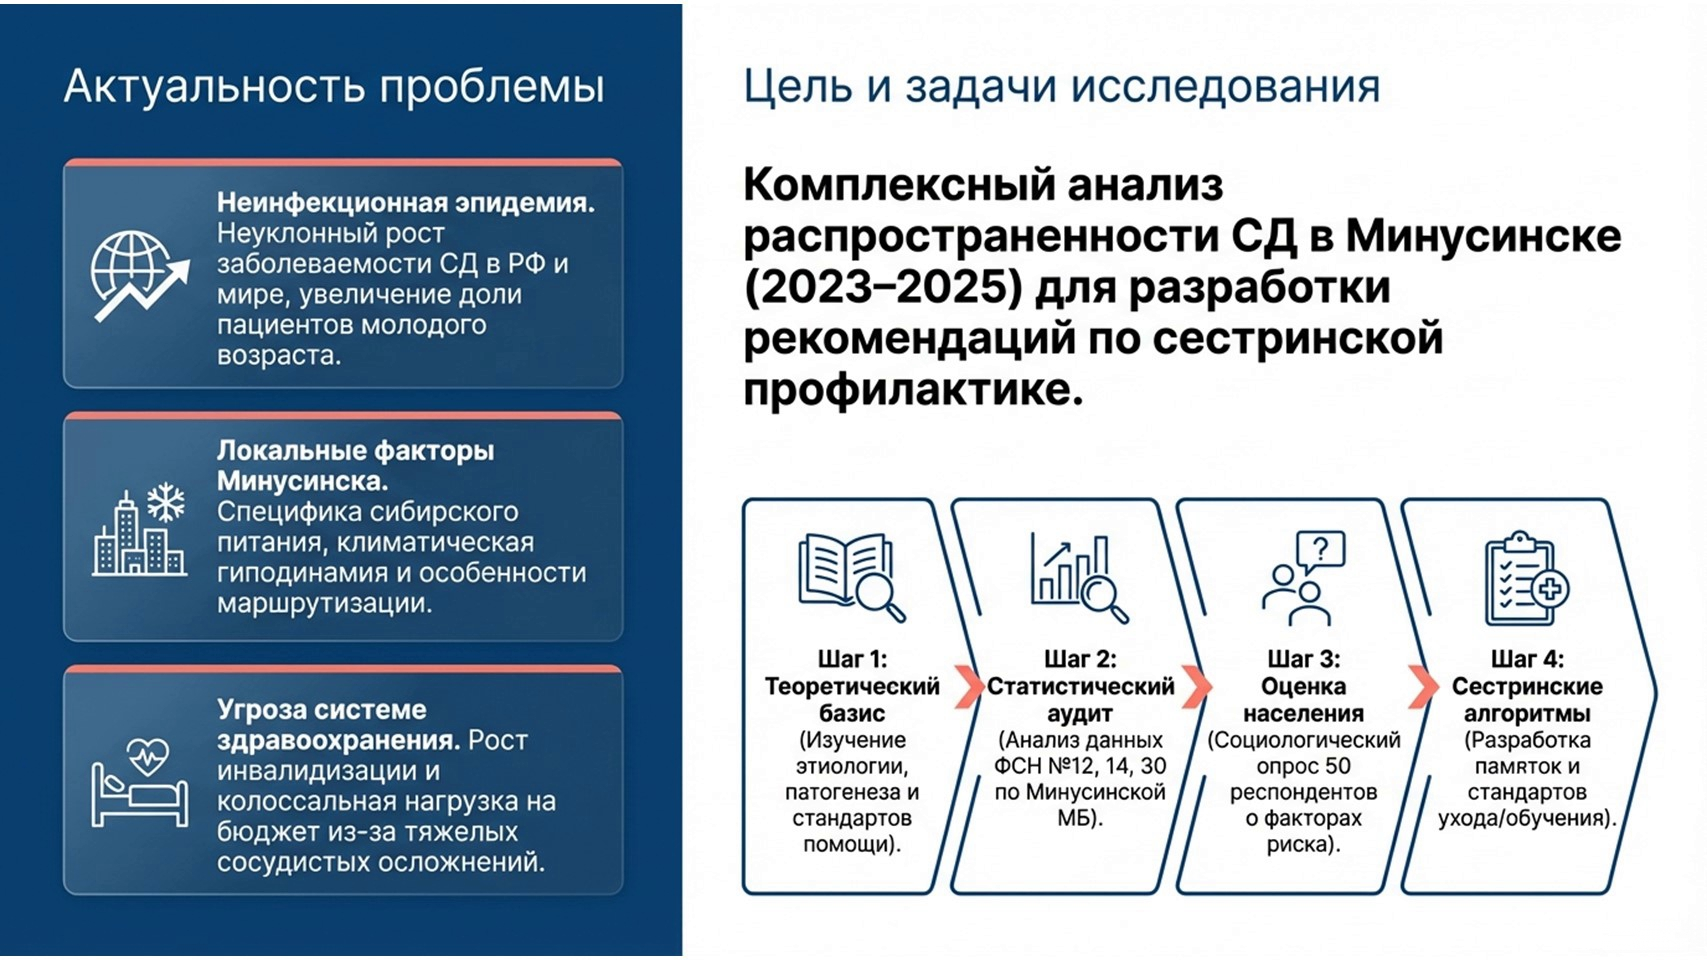 Актуальность проблемы
Неинфекционная эпидемия.
Неуклонный рост
заболеваемости СД в РФ и
мире, увеличение доли
пациентов молодого
возраста.
Локальные факторы
Минусинска.
Специфика сибирского
питания, климатическая
гиподинамия и особенности
маршрутизации.
Угроза системе
здравоохранения. Рост
инвалидизации и
колоссальная нагрузка на
бюджет из-за тяжелых
сосудистых осложнений.
Цель и задачи исследования
Комплексный анализ
распространенности СД в Минусинске
(2023–2025) для разработки
рекомендаций по сестринской
профилактике.
Шаг 1:
Теоретический
базис
(Изучение
этиологии,
патогенеза и
стандартов
помощи).
Шаг 2:
Статистический
аудит
(Анализ данных
ФСН №12, 14, 30
по Минусинской
МБ).
?
Шаг 3:
Оценка
населения
(Социологический
опрос 50
респондентов
о факторах
риска).
Шаг 4:
Сестринские
алгоритмы
(Разработка
памяток и
стандартов
ухода/обучения).